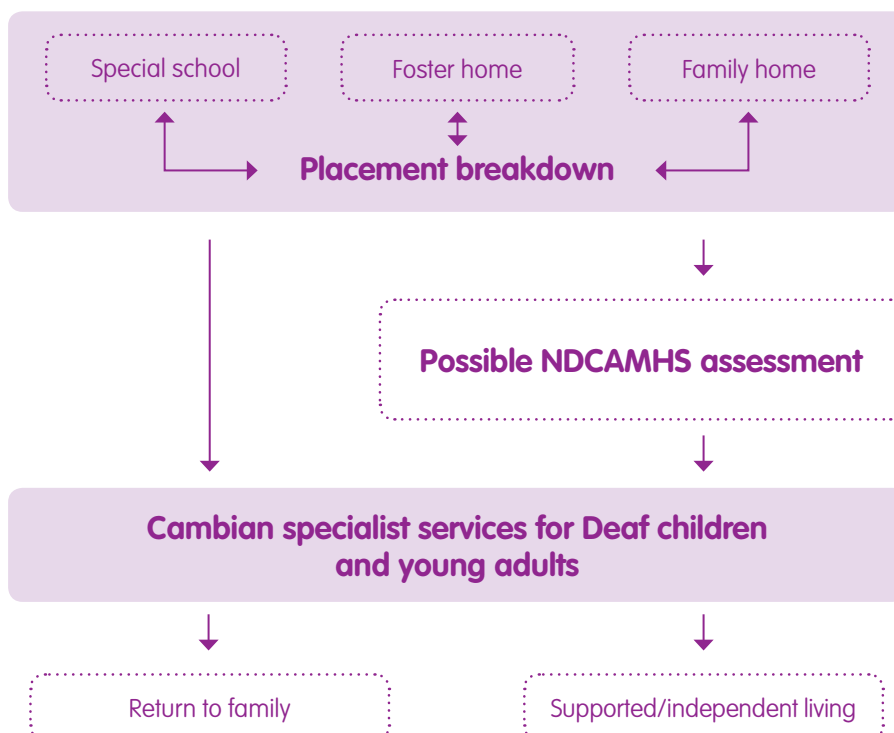 Special school
Foster home
Family home
Placement breakdown
Possible NDCAMHS assessment
Cambian specialist services for Deaf children
and young adults
Return to family
Supported/independent living